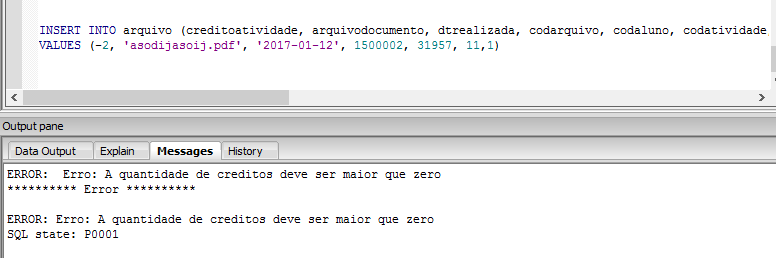 INSERT INTO arquivo (creditoatividade, arquivodocumento, dtrealizada, codarquivo, codaluno, codatividade
VALUES (-2, 'asodijasoij.pdf', '2017-01-12', 1500002, 31957, 11,1)
Output pane
Data Output Explain Messages History
ERROR:  Erro: A quantidade de creditos deve ser maior que zero
********** Error **********
ERROR: Erro: A quantidade de creditos deve ser maior que zero
SQL state: P0001